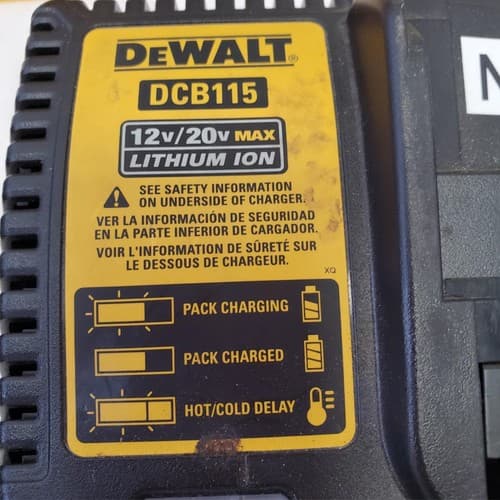 DEWALT®
DCB115
12V/20V MAX
LITHIUM ION
SEE SAFETY INFORMATION
ON UNDERSIDE OF CHARGER.
VER LA INFORMACIÓN DE SEGURIDAD
EN LA PARTE INFERIOR DE CARGADOR.
VOIR L'INFORMATION DE SÛRETÉ SUR
LE DESSOUS DE CHARGEUR.
XQ
PACK CHARGING
PACK CHARGED
HOT/COLD DELAY